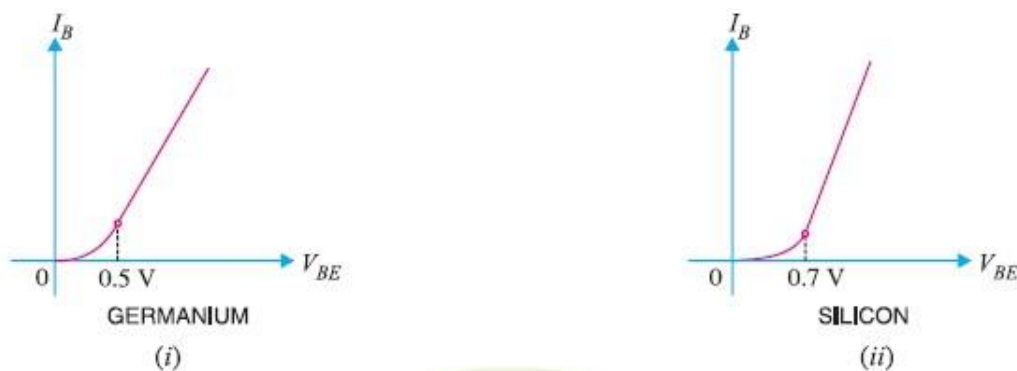 I_B
0
0.5 V
V_BE
GERMANIUM
(i)
I_B
0
0.7 V
V_BE
SILICON
(ii)